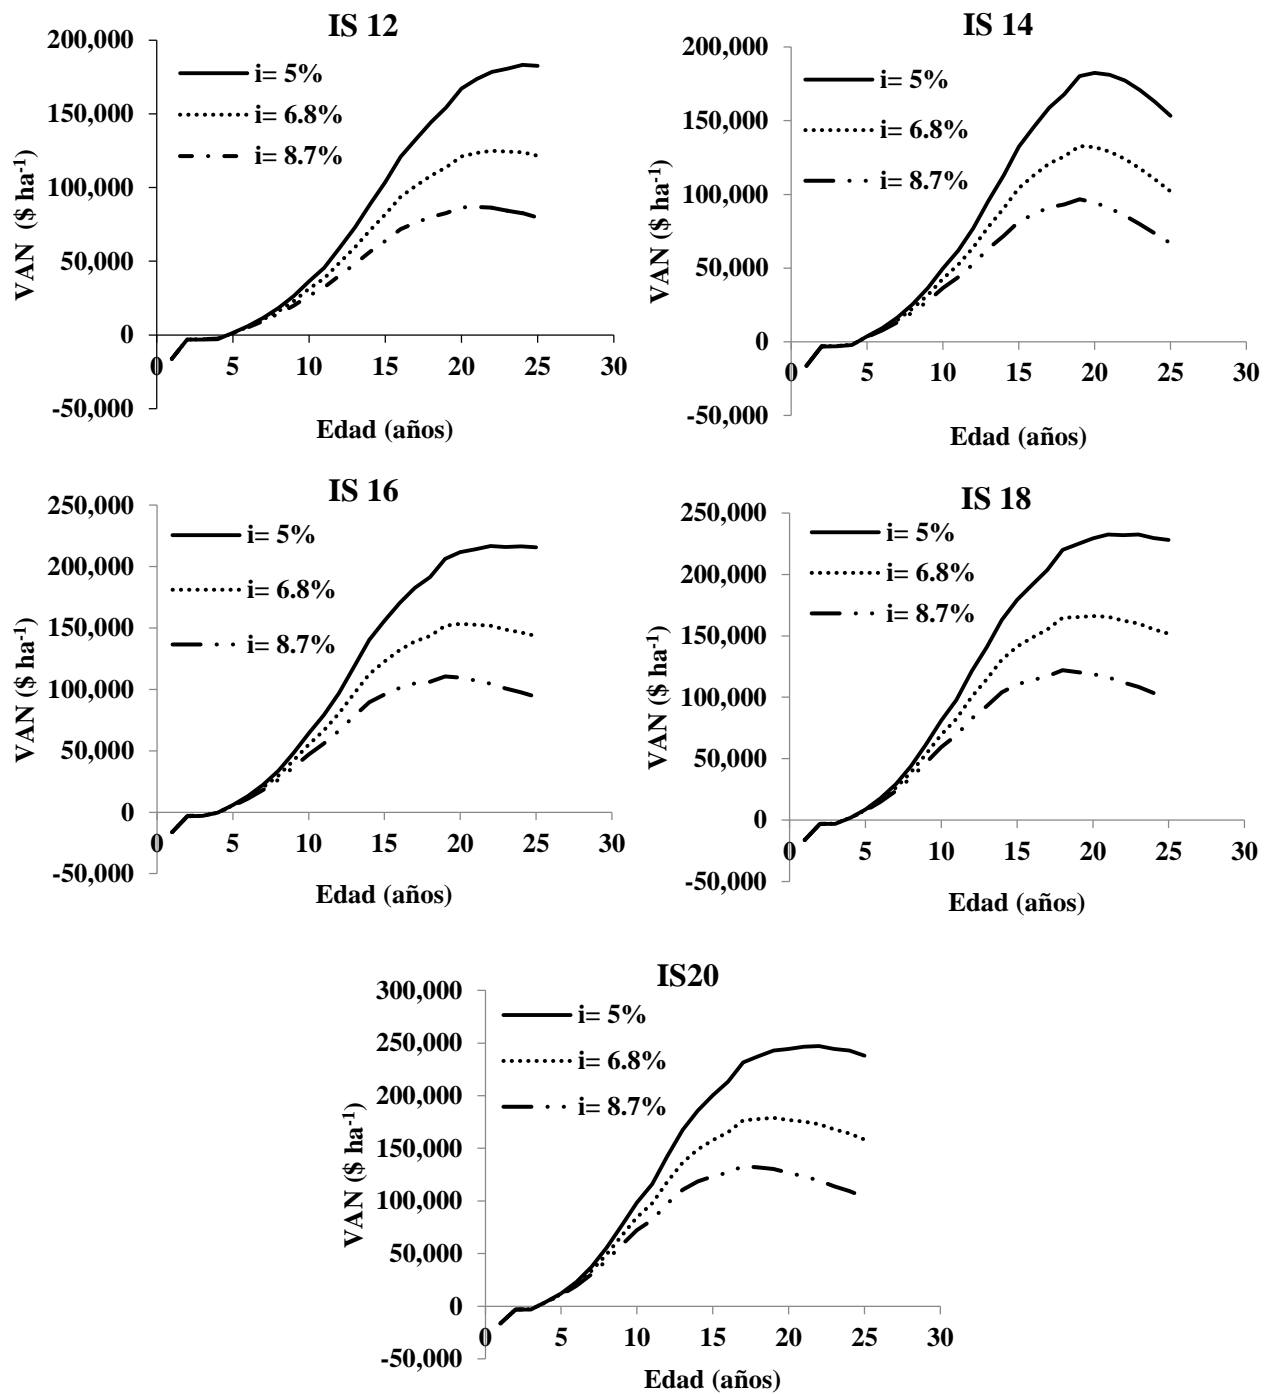 IS 12
200,000
150,000
100,000
50,000
0
-50,000
VAN ($ ha-1)
i= 5%
i= 6.8%
i= 8.7%
0 5 10 15 20 25 30
Edad (años)
IS 14
200,000
150,000
100,000
50,000
0
-50,000
VAN ($ ha-1)
i= 5%
i= 6.8%
i= 8.7%
0 5 10 15 20 25 30
Edad (años)
IS 16
250,000
200,000
150,000
100,000
50,000
0
-50,000
VAN ($ ha-1)
i= 5%
i= 6.8%
i= 8.7%
0 5 10 15 20 25 30
Edad (años)
IS 18
250,000
200,000
150,000
100,000
50,000
0
-50,000
VAN ($ ha-1)
i= 5%
i= 6.8%
i= 8.7%
0 5 10 15 20 25 30
Edad (años)
IS20
300,000
250,000
200,000
150,000
100,000
50,000
0
-50,000
VAN ($ ha-1)
i= 5%
i= 6.8%
i= 8.7%
0 5 10 15 20 25 30
Edad (años)